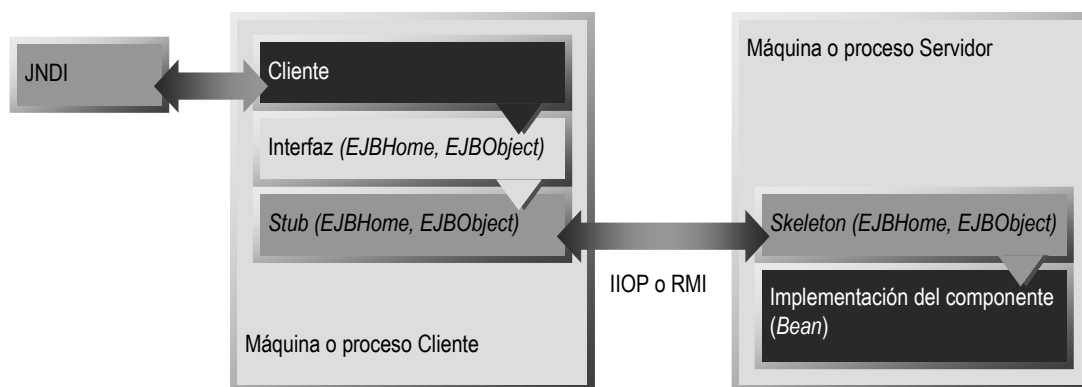 JNDI
Cliente
Interfaz (EJBHome, EJBObject)
Stub (EJBHome, EJBObject)
Máquina o proceso Cliente
IIOP o RMI
Máquina o proceso Servidor
Skeleton (EJBHome, EJBObject)
Implementación del componente
(Bean)